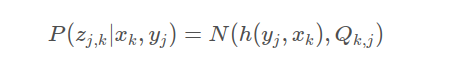 P(z_{j,k}|x_k, y_j) = N(h(y_j, x_k), Q_{k,j})